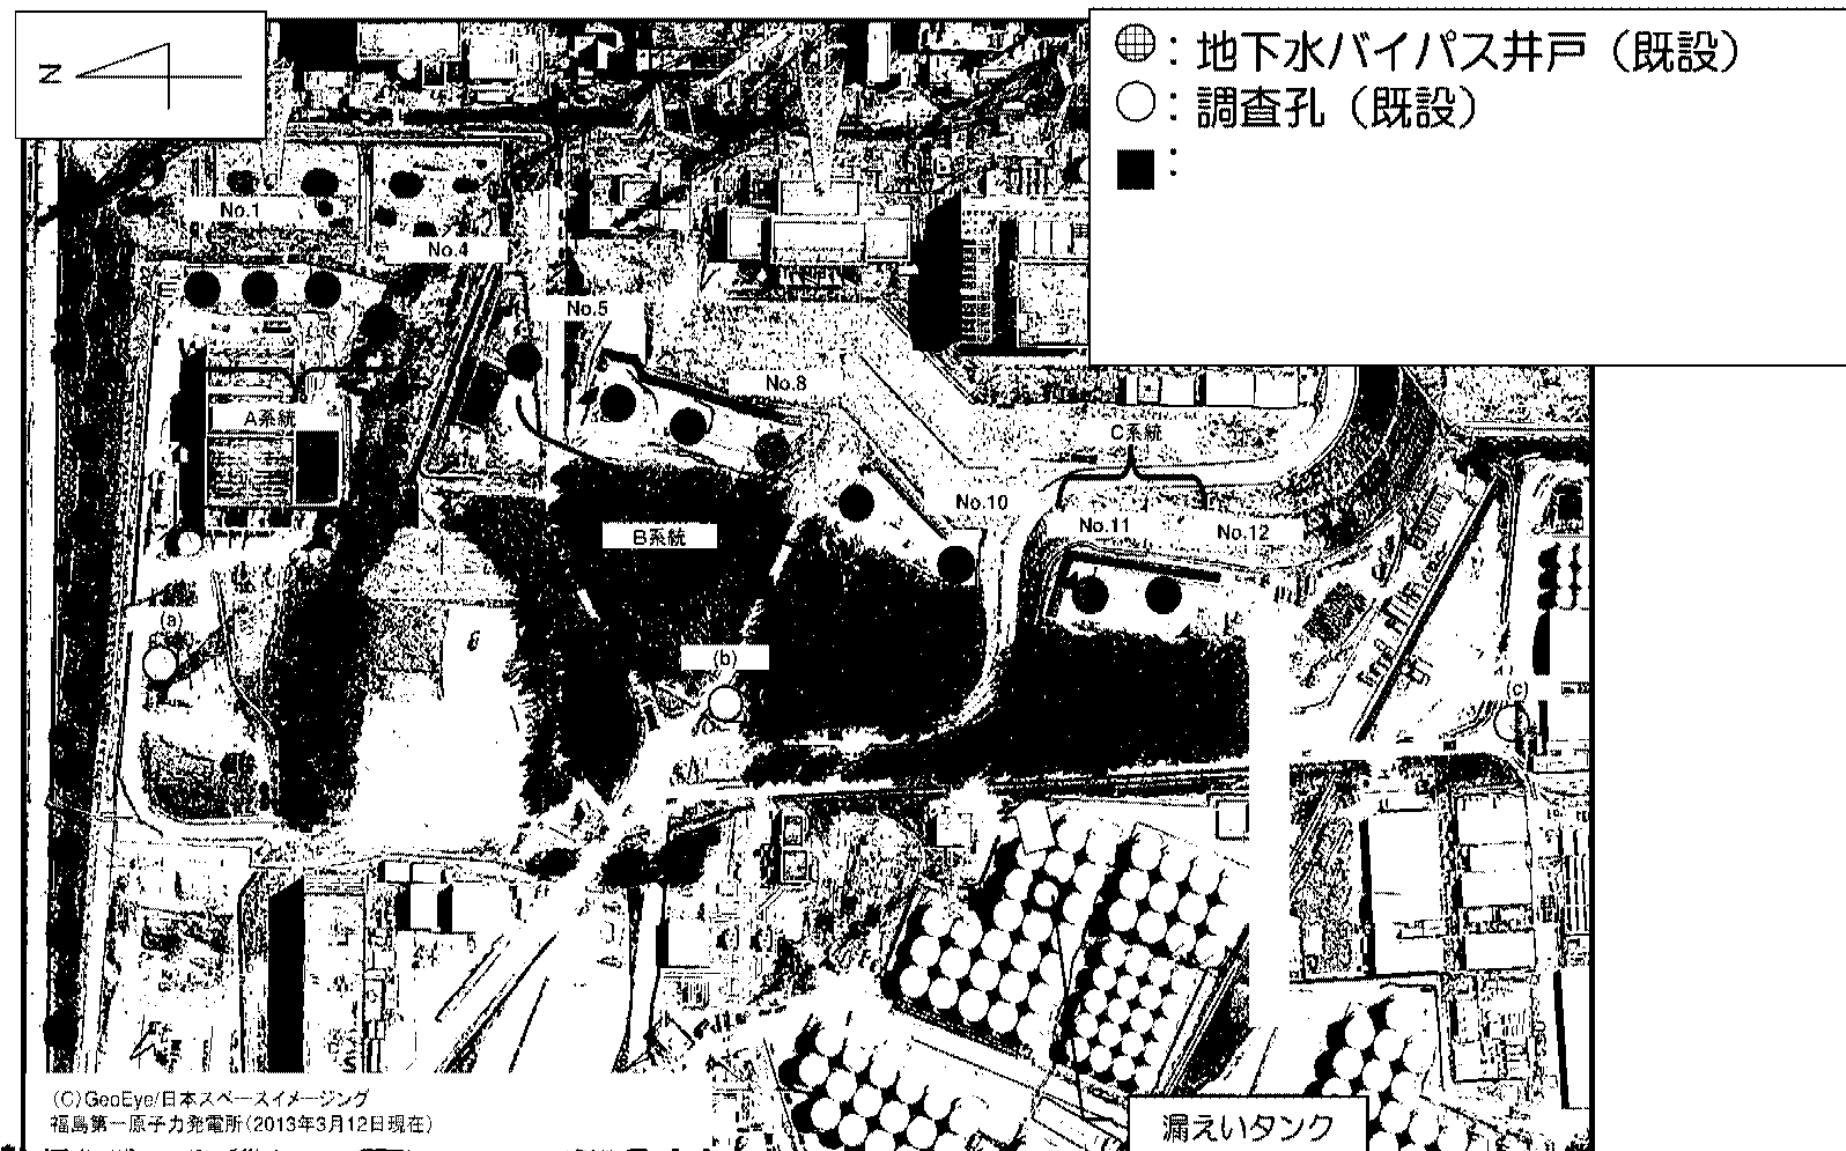 N
：地下水バイパス井戸（既設）
：調査孔（既設）
：
No.1
No.4
No.5
No.8
A系統
C系統
No.10
No.11
No.12
B系統
(a)
(b)
(c)
(C)GeoEye/日本スペースイメージング
福島第一原子力発電所(2013年3月12日現在)
漏えいタンク